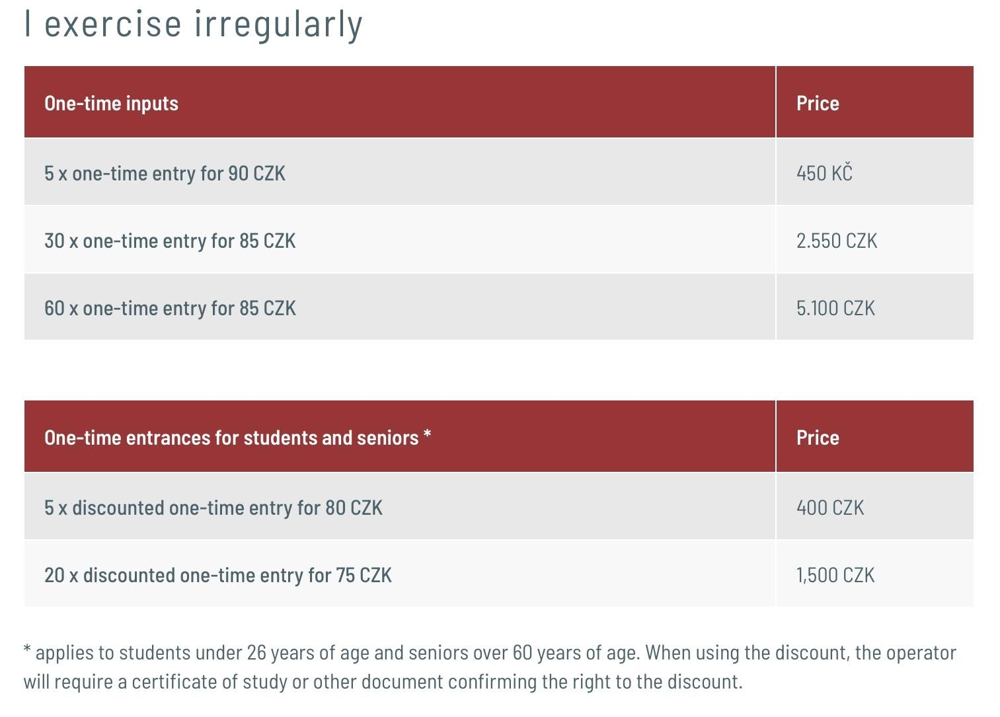 I exercise irregularly
One-time inputs Price
5 x one-time entry for 90 CZK 450 KČ
30 x one-time entry for 85 CZK 2.550 CZK
60 x one-time entry for 85 CZK 5.100 CZK
One-time entrances for students and seniors * Price
5 x discounted one-time entry for 80 CZK 400 CZK
20 x discounted one-time entry for 75 CZK 1,500 CZK
* applies to students under 26 years of age and seniors over 60 years of age. When using the discount, the operator
will require a certificate of study or other document confirming the right to the discount.